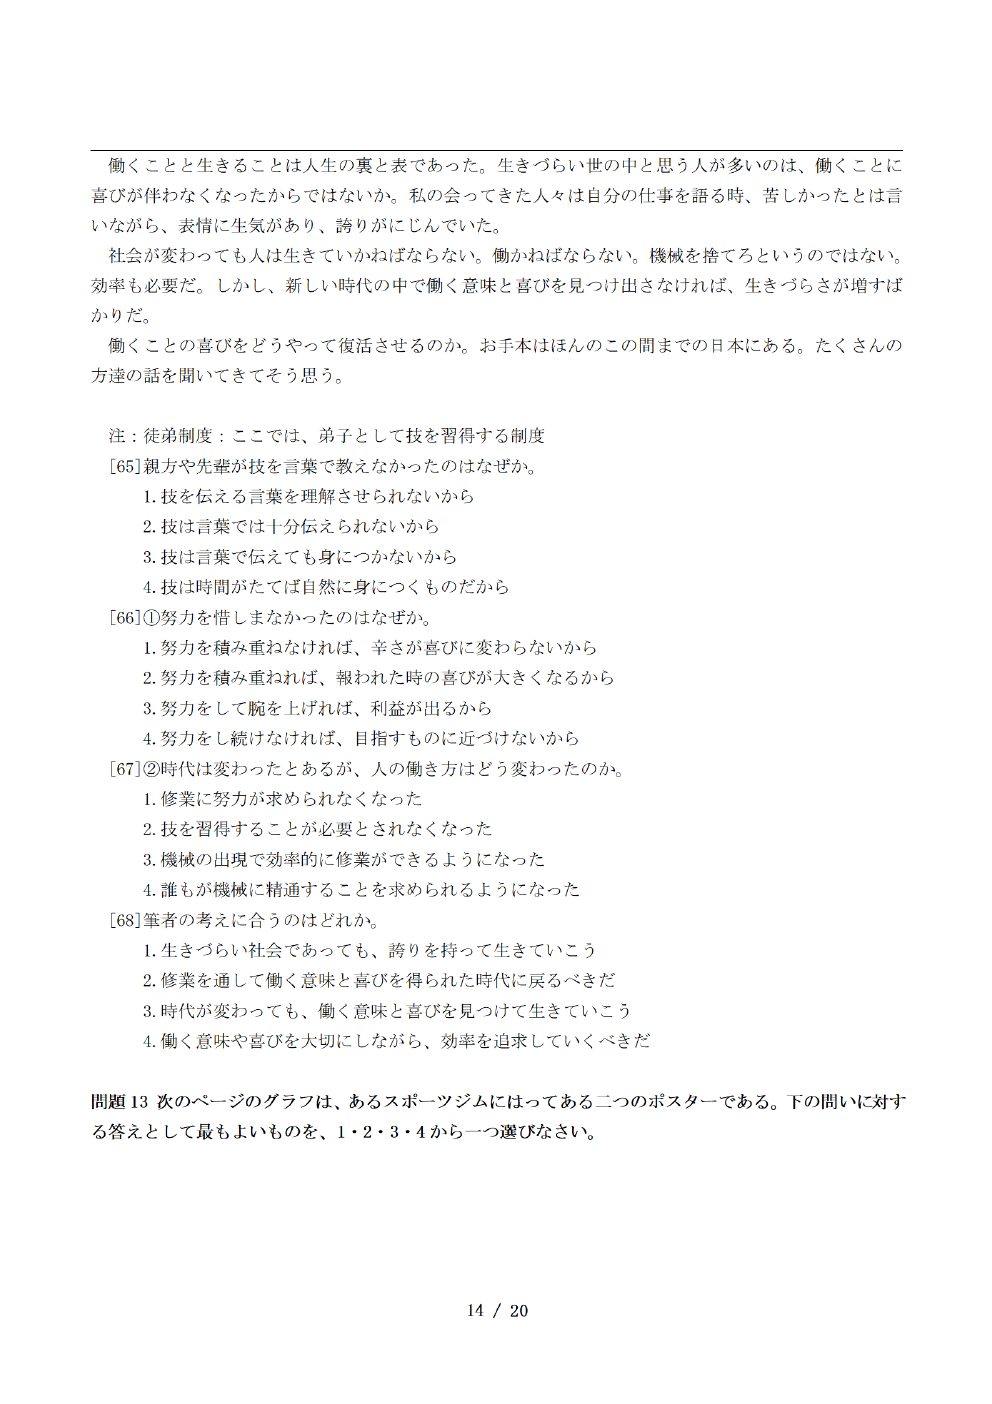 働くことと生きることは人生の裏と表であった。生きづらい世の中と思う人が多いのは、働くことに
喜びが伴わなくなったからではないか。私の会ってきた人々は自分の仕事を語る時、苦しかったとは言
いながら、表情に生気があり、誇りがにじんでいた。
社会が変わっても人は生きていかねばならない。働かねばならない。機械を捨てろというのではない。
効率も必要だ。しかし、新しい時代の中で働く意味と喜びを見つけ出さなければ、生きづらさが増すば
かりだ。
働くことの喜びをどうやって復活させるのか。お手本はほんのこの間までの日本にある。たくさんの
方達の話を聞いてきてそう思う。
注：徒弟制度：ここでは、弟子として技を習得する制度
[65]親方や先輩が技を言葉で教えなかったのはなぜか。
1.技を伝える言葉を理解させられないから
2.技は言葉では十分伝えられないから
3.技は言葉で伝えても身につかないから
4.技は時間がたてば自然に身につくものだから
[66]①努力を惜しまなかったのはなぜか。
1.努力を積み重ねなければ、辛さが喜びに変わらないから
2.努力を積み重ねれば、報われた時の喜びが大きくなるから
3.努力をして腕を上げれば、利益が出るから
4.努力をし続けなければ、目指すものに近づけないから
[67]②時代は変わったとあるが、人の働き方はどう変わったのか。
1.修業に努力が求められなくなった
2.技を習得することが必要とされなくなった
3.機械の出現で効率的に修業ができるようになった
4.誰もが機械に精通することを求められるようになった
[68]筆者の考えに合うのはどれか。
1.生きづらい社会であっても、誇りを持って生きていこう
2.修業を通して働く意味と喜びを得られた時代に戻るべきだ
3.時代が変わっても、働く意味と喜びを見つけて生きていこう
4.働く意味や喜びを大切にしながら、効率を追求していくべきだ
問題 13 次のページのグラフは、あるスポーツジムにはってある二つのポスターである。下の問いに対す
る答えとして最もよいものを、1・2・3・4 から一つ選びなさい。
14 / 20